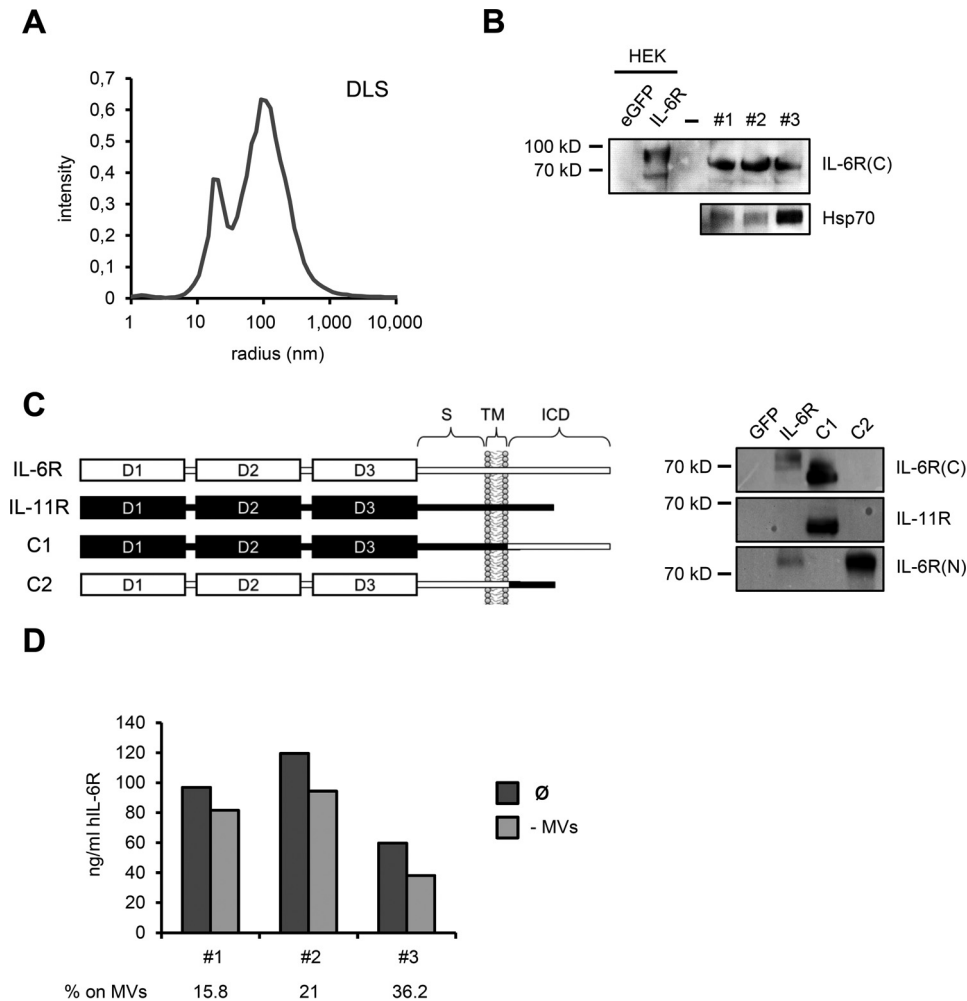 A
DLS
0,7
0,6
0,5
0,4
0,3
0,2
0,1
0
intensity
1 10 100 1,000 10,000
radius (nm)
B
HEK
eGFP IL-6R – #1 #2 #3
100 kD
70 kD
IL-6R(C)
Hsp70
C
S TM ICD
IL-6R D1 D2 D3
IL-11R D1 D2 D3
C1 D1 D2 D3
C2 D1 D2 D3
GFP IL-6R C1 C2
70 kD IL-6R(C)
70 kD IL-11R
70 kD IL-6R(N)
D
140
120
100
80
60
40
20
0
ng/ml hIL-6R
Ø
- MVs
#1 #2 #3
% on MVs 15.8 21 36.2